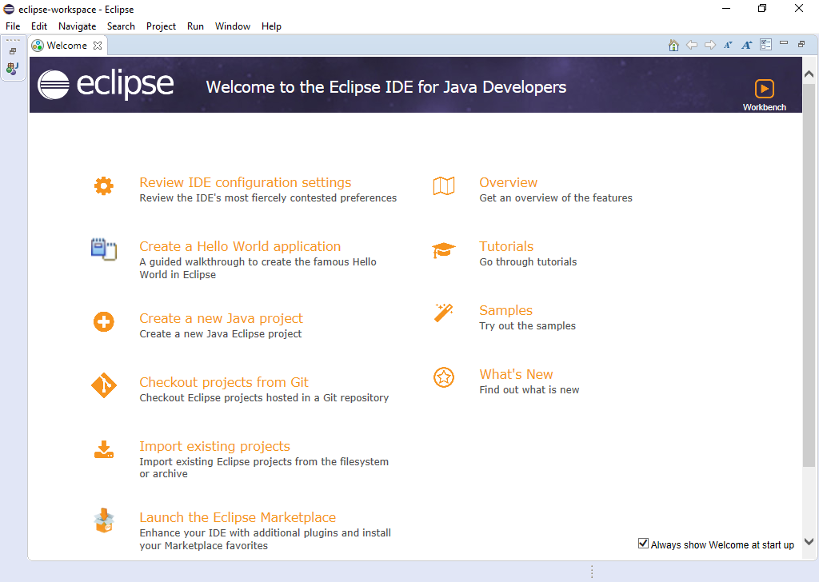 eclipse-workspace - Eclipse
File Edit Navigate Search Project Run Window Help
Welcome
eclipse
Welcome to the Eclipse IDE for Java Developers
Workbench
Review IDE configuration settings
Review the IDE's most fiercely contested preferences
Overview
Get an overview of the features
Create a Hello World application
A guided walkthrough to create the famous Hello
World in Eclipse
Tutorials
Go through tutorials
Create a new Java project
Create a new Java Eclipse project
Samples
Try out the samples
Checkout projects from Git
Checkout Eclipse projects hosted in a Git repository
What's New
Find out what is new
Import existing projects
Import existing Eclipse projects from the filesystem
or archive
Launch the Eclipse Marketplace
Enhance your IDE with additional plugins and install
your Marketplace favorites
Always show Welcome at start up